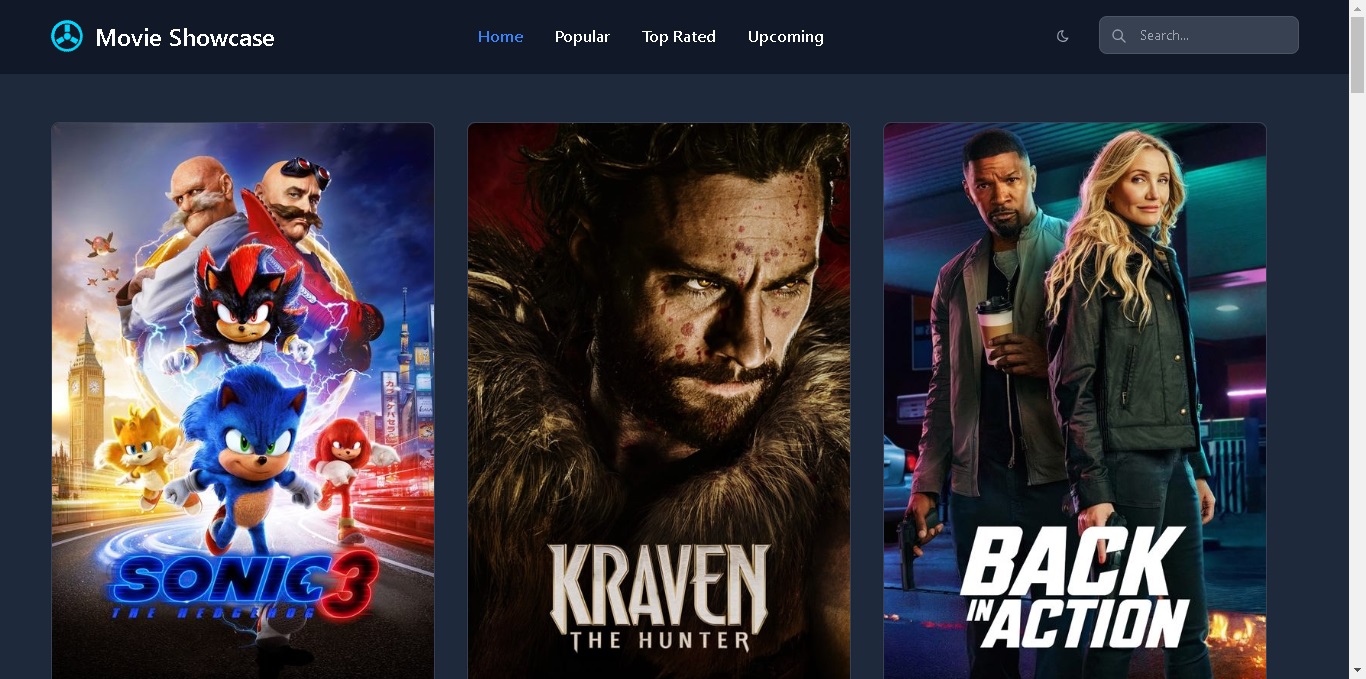 Movie Showcase
Home
Popular
Top Rated
Upcoming
Search...
SONIC 3
THE HEDGEHOG
KRAVEN
THE HUNTER
BACK
IN ACTION